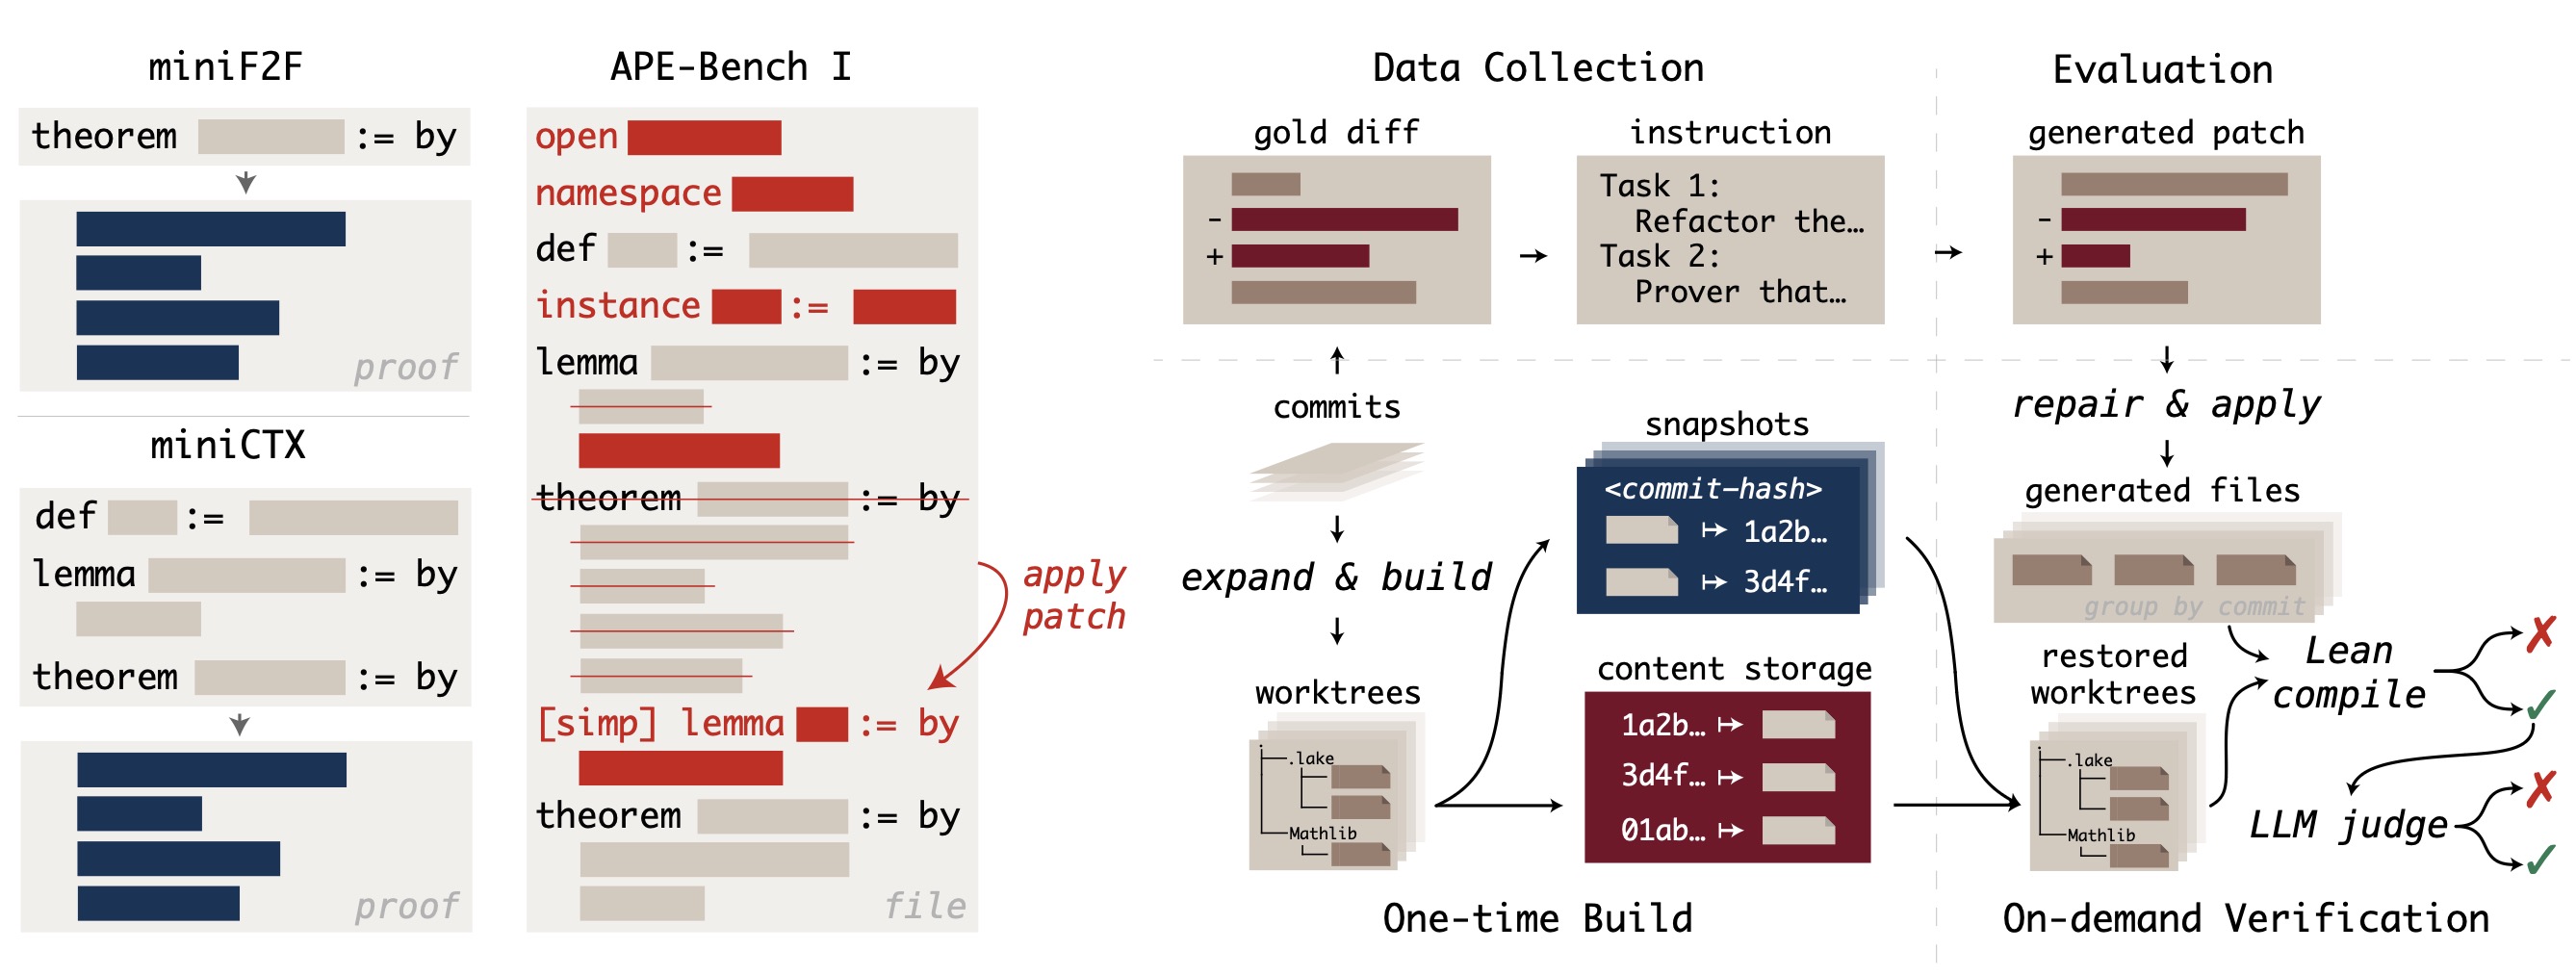 miniF2F
theorem := by
proof
miniCTX
def :=
lemma := by
theorem := by
proof
APE-Bench I
open
namespace
def :=
instance :=
lemma := by
theorem := by
[simp] lemma := by
theorem := by
file
apply
patch
Data Collection
gold diff
-
+
instruction
Task 1:
Refactor the…
Task 2:
Prover that…
commits
expand & build
worktrees
.lake
Mathlib
snapshots
<commit-hash>
↦ 1a2b…
↦ 3d4f…
content storage
1a2b… ↦
3d4f… ↦
01ab… ↦
One-time Build
Evaluation
generated patch
-
+
repair & apply
generated files
group by commit
restored
worktrees
.lake
Mathlib
Lean
compile
✗
✓
LLM judge
✗
✓
On-demand Verification